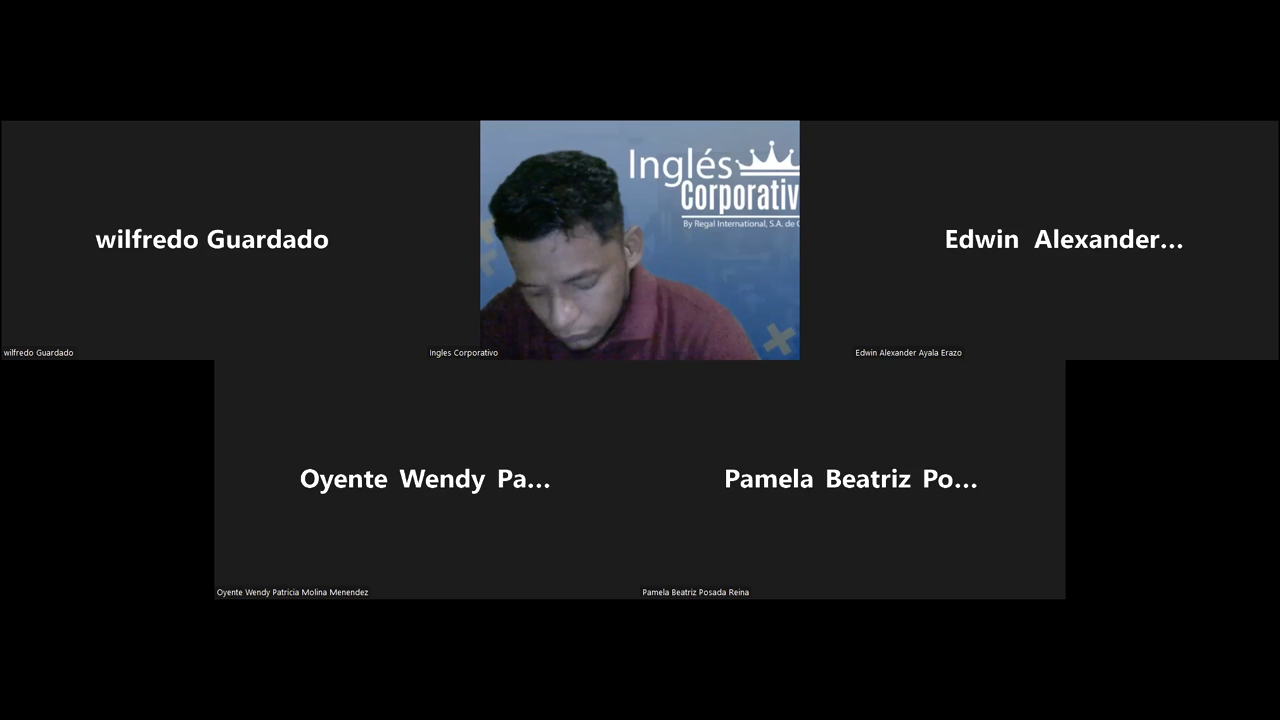 wilfredo Guardado
wilfredo Guardado
Inglés
Corporativ
By Regal International, S.A. de
Ingles Corporativo
Edwin Alexander...
Edwin Alexander Ayala Erazo
Oyente Wendy Pa...
Oyente Wendy Patricia Molina Menendez
Pamela Beatriz Po...
Pamela Beatriz Posada Reina